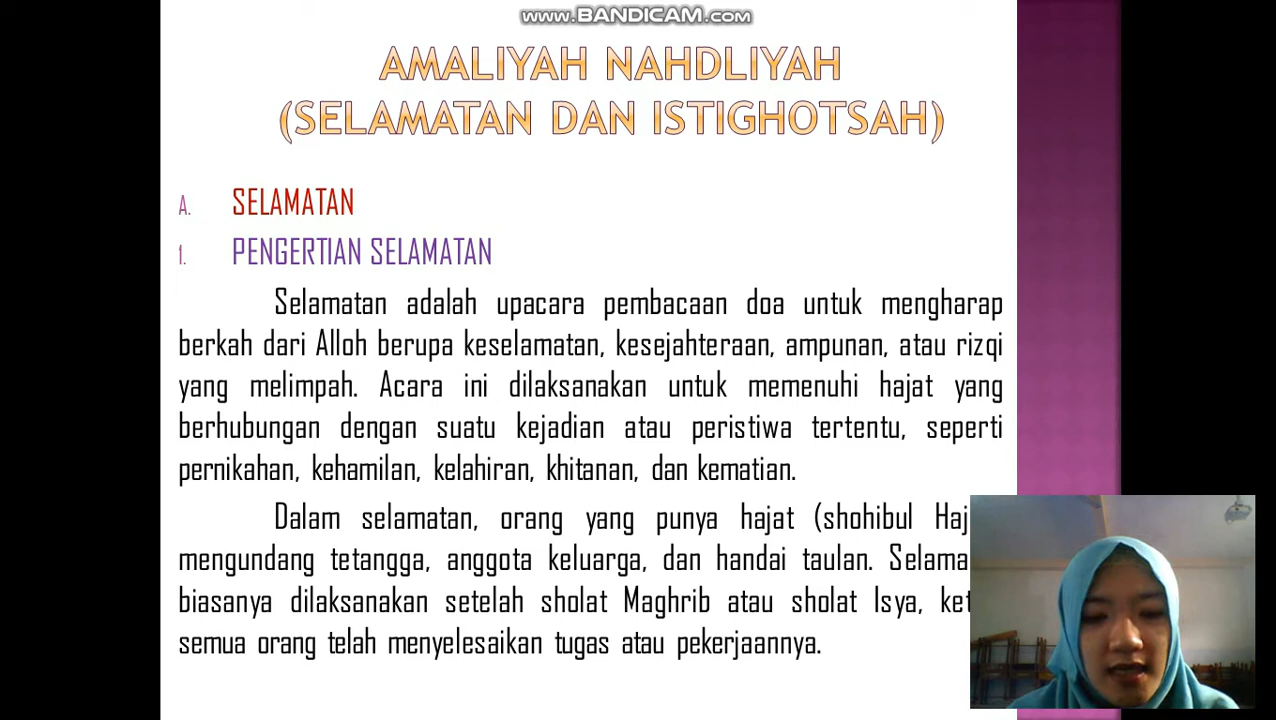 www.BANDICAM.com
AMALIYAH NAHDLIYAH
(SELAMATAN DAN ISTIGHOTSAH)
A. SELAMATAN
1. PENGERTIAN SELAMATAN
Selamatan adalah upacara pembacaan doa untuk mengharap
berkah dari Alloh berupa keselamatan, kesejahteraan, ampunan, atau rizqi
yang melimpah. Acara ini dilaksanakan untuk memenuhi hajat yang
berhubungan dengan suatu kejadian atau peristiwa tertentu, seperti
pernikahan, kehamilan, kelahiran, khitanan, dan kematian.
Dalam selamatan, orang yang punya hajat (shohibul
mengundang tetangga, anggota keluarga, dan handai taulan.
biasanya dilaksanakan setelah sholat Maghrib atau sholat Isya,
semua orang telah menyelesaikan tugas atau pekerjaannya.